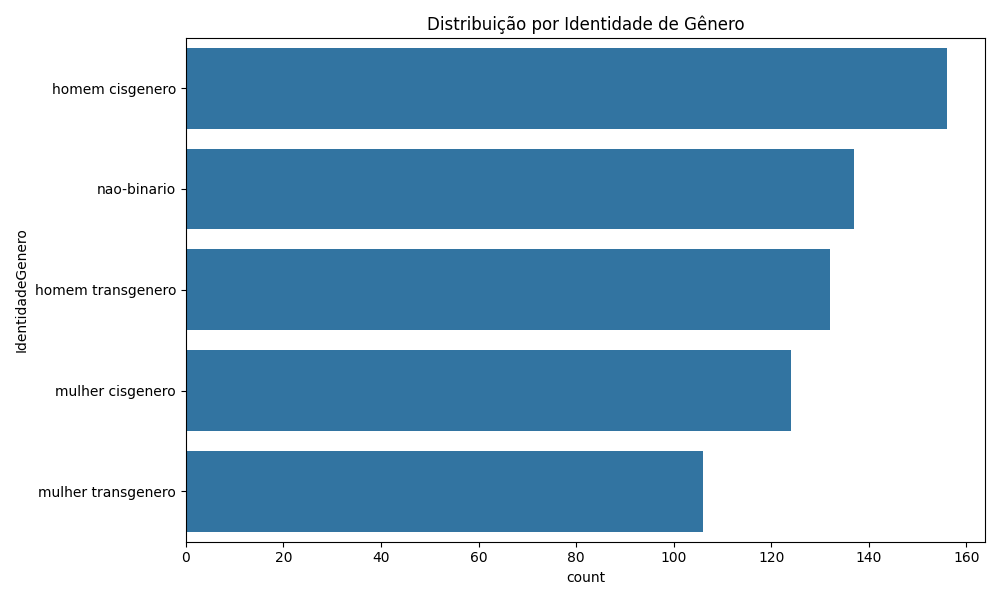 Distribuição por Identidade de Gênero
IdentidadeGenero
homem cisgenero
nao-binario
homem transgenero
mulher cisgenero
mulher transgenero
0 20 40 60 80 100 120 140 160
count